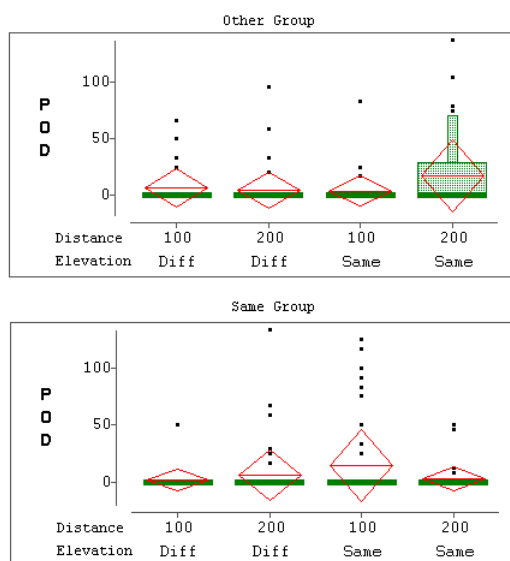 Other Group
100
P
O
50
D
0
Distance 100 200 100 200
Elevation Diff Diff Same Same
Same Group
100
P
O
50
D
0
Distance 100 200 100 200
Elevation Diff Diff Same Same